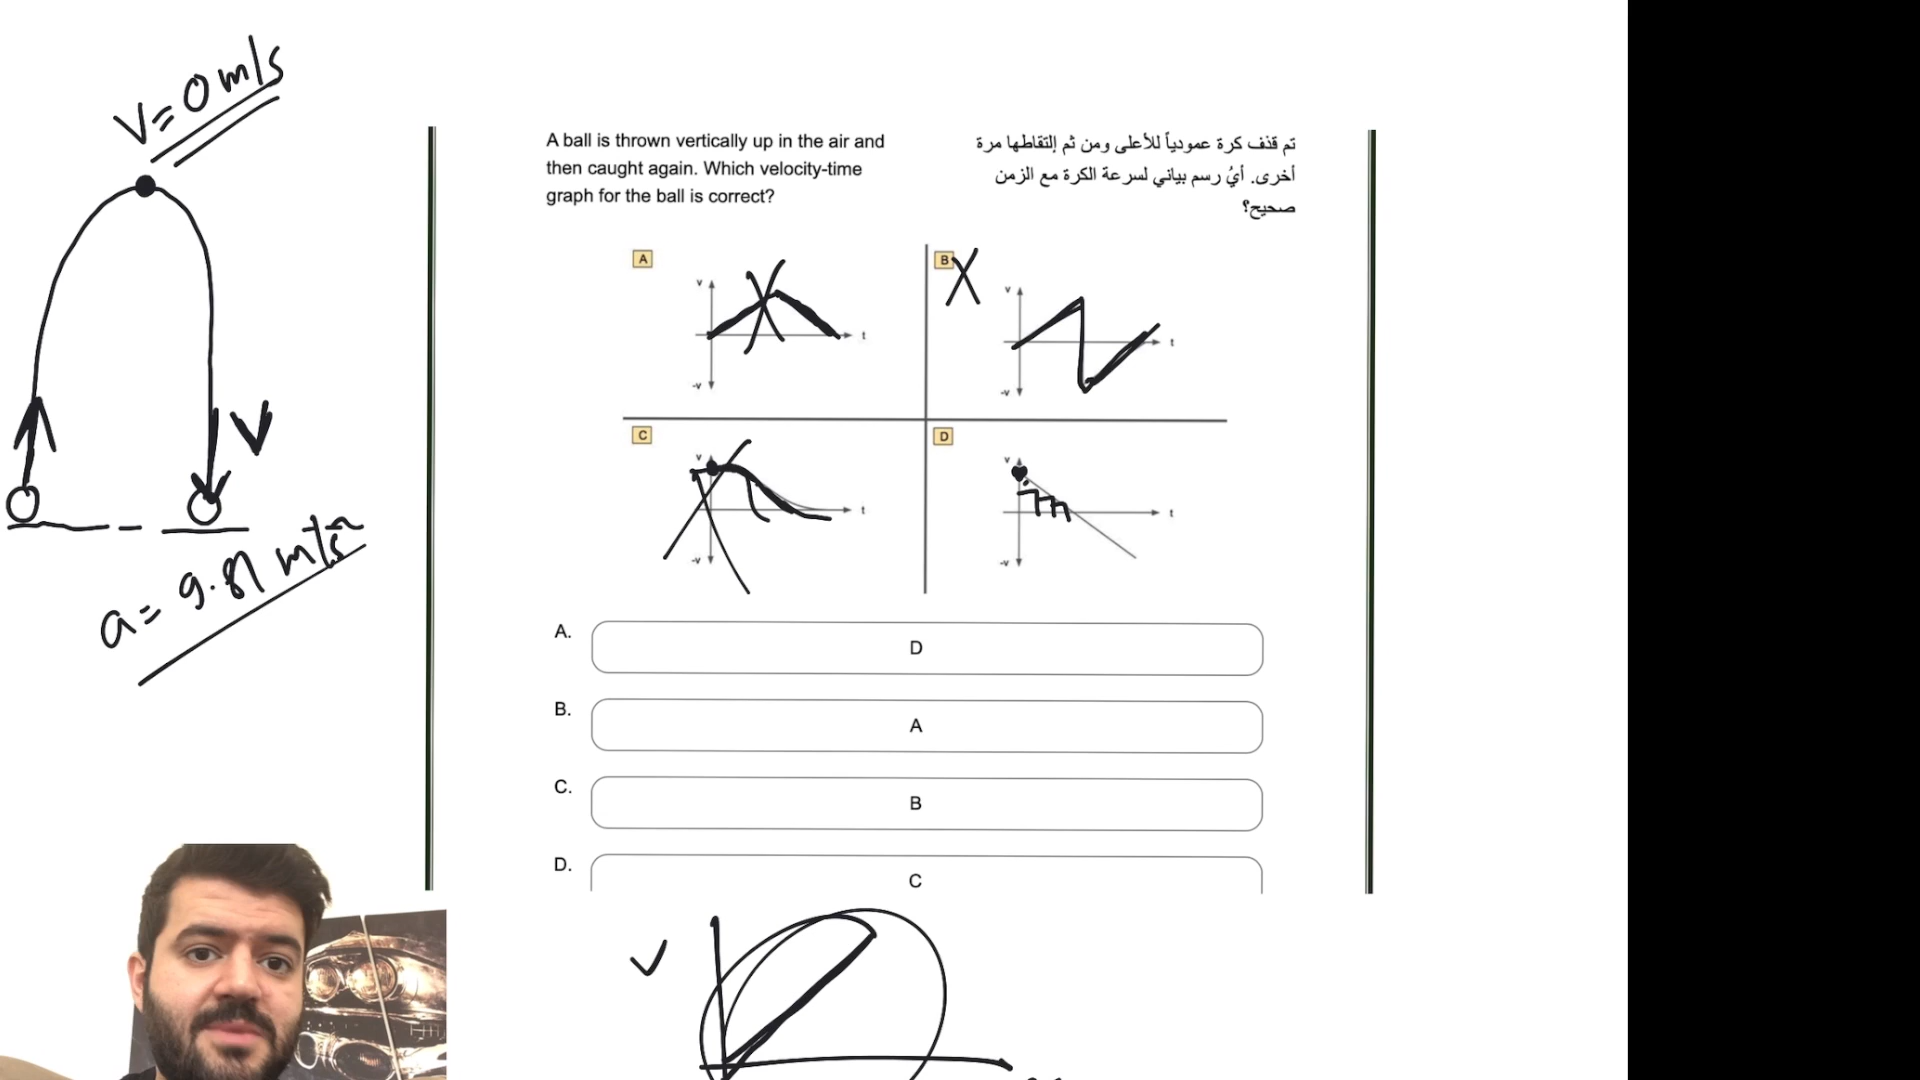 V = 0 m/s
V
a = 9.81 m/s²
A ball is thrown vertically up in the air and
then caught again. Which velocity-time
graph for the ball is correct?
تم قذف كرة عمودياً للأعلى ومن ثم إلتقاطها مرة
أخرى. أيُ رسم بياني لسرعة الكرة مع الزمن
صحيح؟
A
v
t
-v
B
v
t
-v
C
v
t
-v
D
v
t
-v
A. D
B. A
C. B
D. C
V